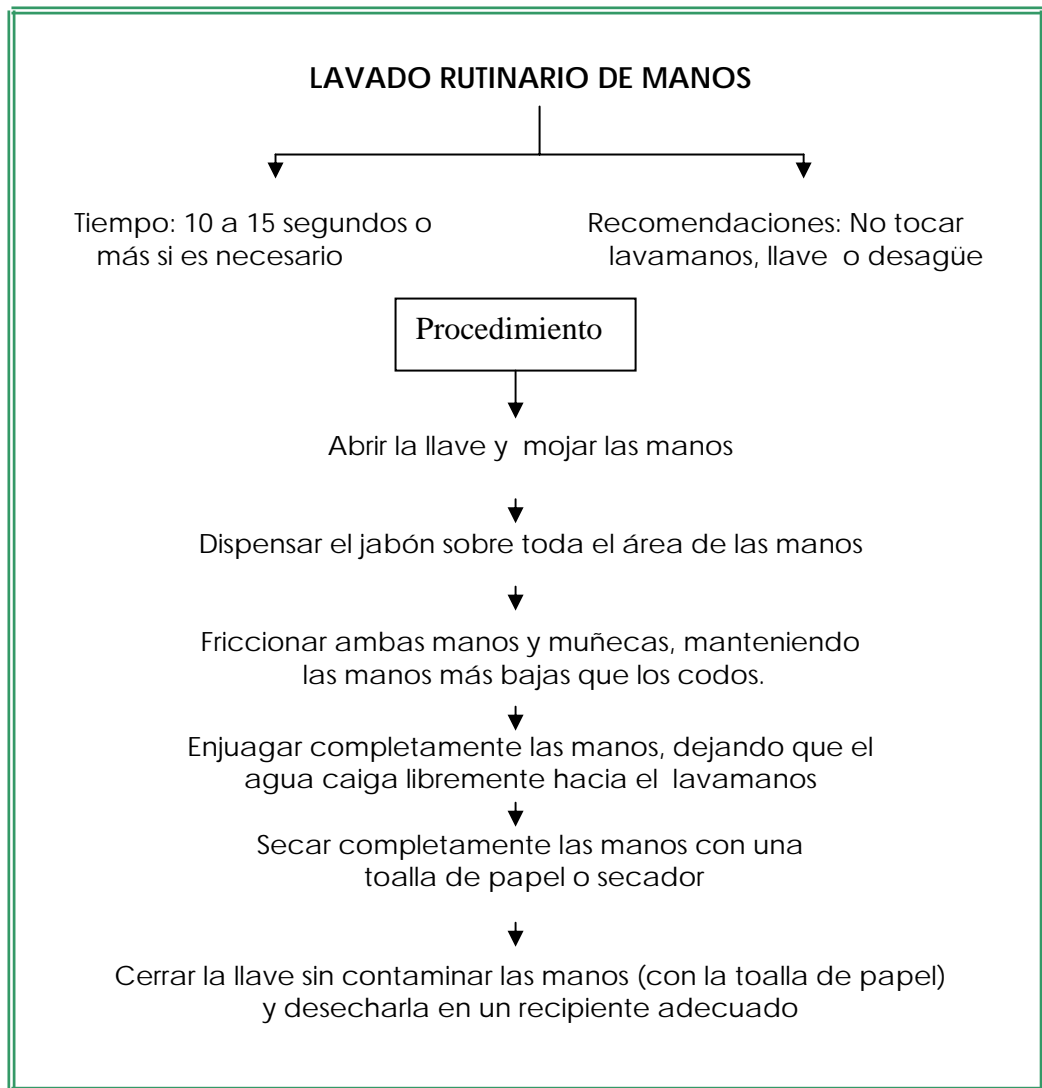 LAVADO RUTINARIO DE MANOS
Tiempo: 10 a 15 segundos o
más si es necesario
Recomendaciones: No tocar
lavamanos, llave o desagüe
Procedimiento
Abrir la llave y mojar las manos
Dispensar el jabón sobre toda el área de las manos
Friccionar ambas manos y muñecas, manteniendo
las manos más bajas que los codos.
Enjuagar completamente las manos, dejando que el
agua caiga libremente hacia el lavamanos
Secar completamente las manos con una
toalla de papel o secador
Cerrar la llave sin contaminar las manos (con la toalla de papel)
y desecharla en un recipiente adecuado